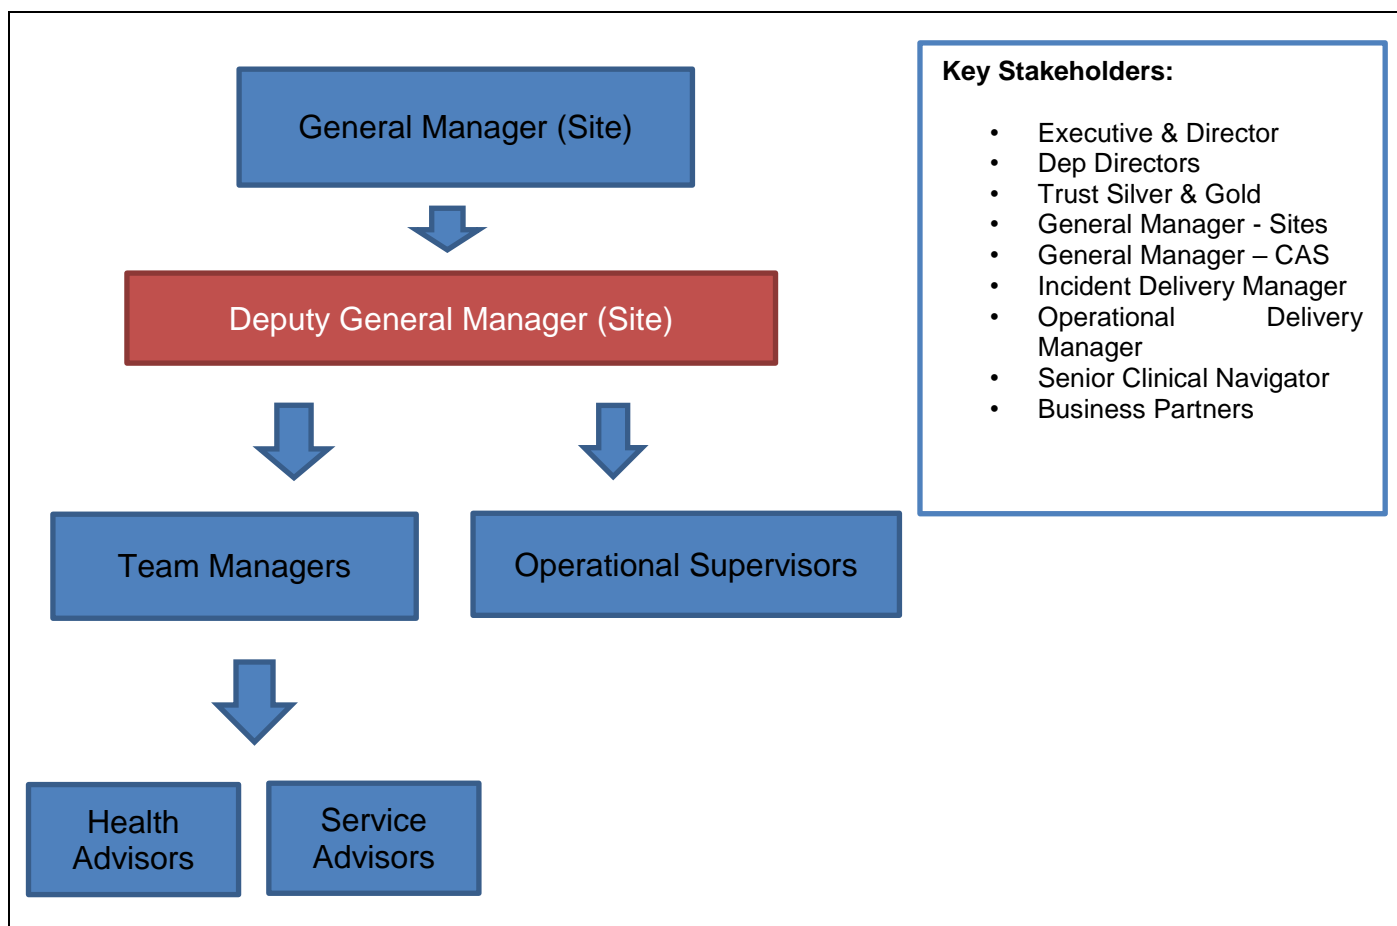 General Manager (Site)
Deputy General Manager (Site)
Team Managers
Operational Supervisors
Health
Advisors
Service
Advisors
Key Stakeholders:
• Executive & Director
• Dep Directors
• Trust Silver & Gold
• General Manager - Sites
• General Manager – CAS
• Incident Delivery Manager
• Operational Delivery
Manager
• Senior Clinical Navigator
• Business Partners